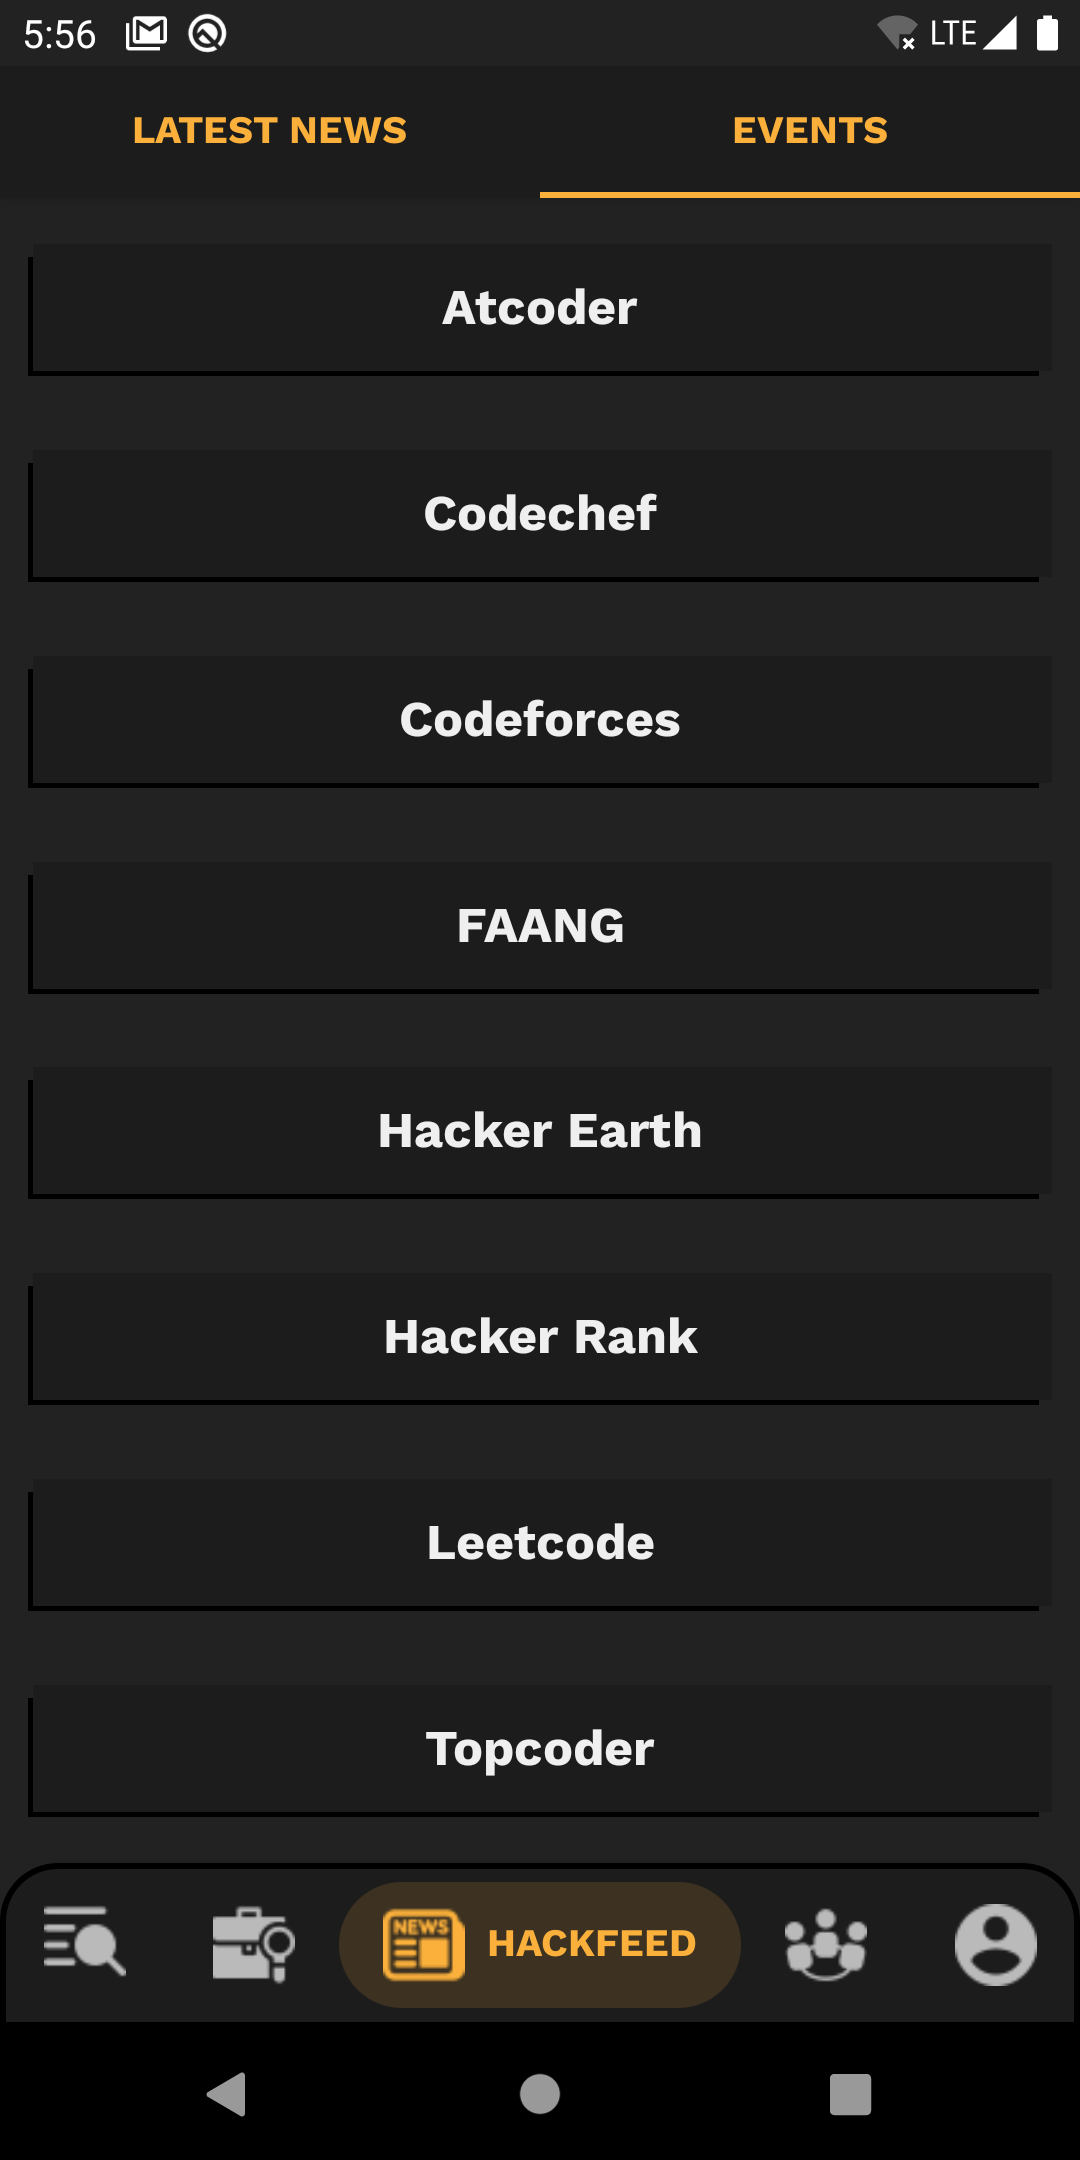 5:56
LTE
LATEST NEWS
EVENTS
Atcoder
Codechef
Codeforces
FAANG
Hacker Earth
Hacker Rank
Leetcode
Topcoder
NEWS
HACKFEED